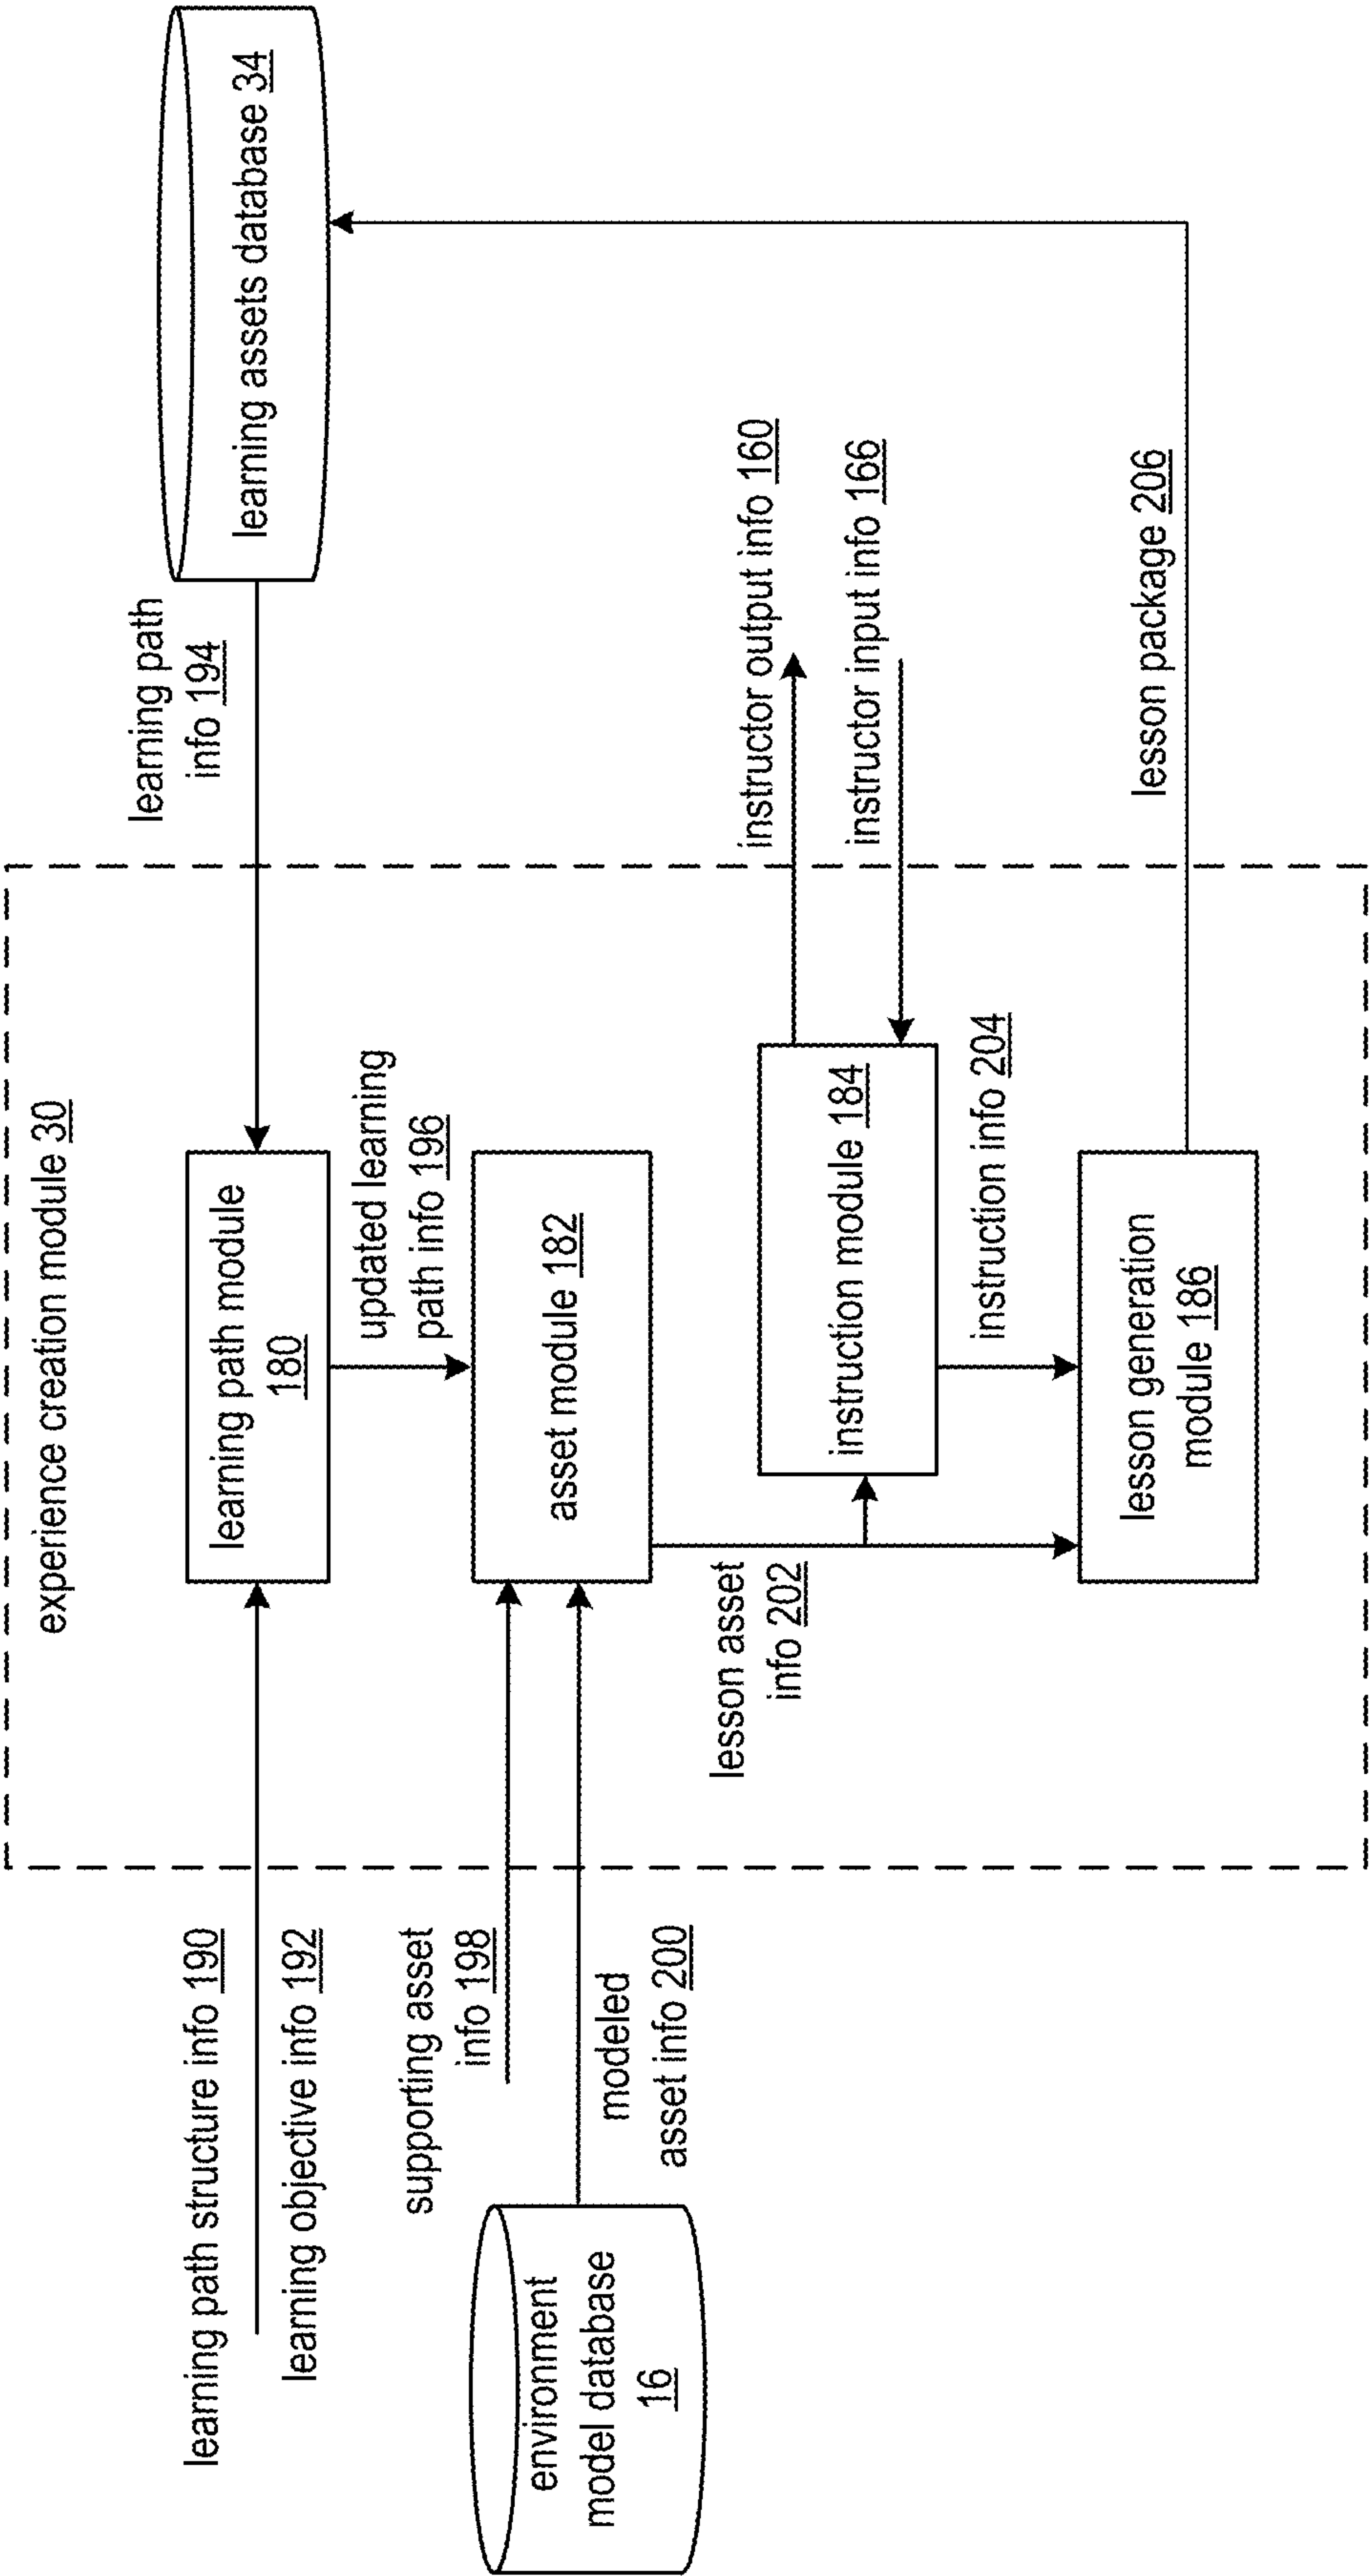 experience creation module 30
learning path structure info 190
learning objective info 192
learning path module
180
learning path
info 194
learning assets database 34
updated learning
path info 196
supporting asset
info 198
environment
model database
16
modeled
asset info 200
asset module 182
lesson asset
info 202
instruction module 184
instructor output info 160
instructor input info 166
instruction info 204
lesson generation
module 186
lesson package 206